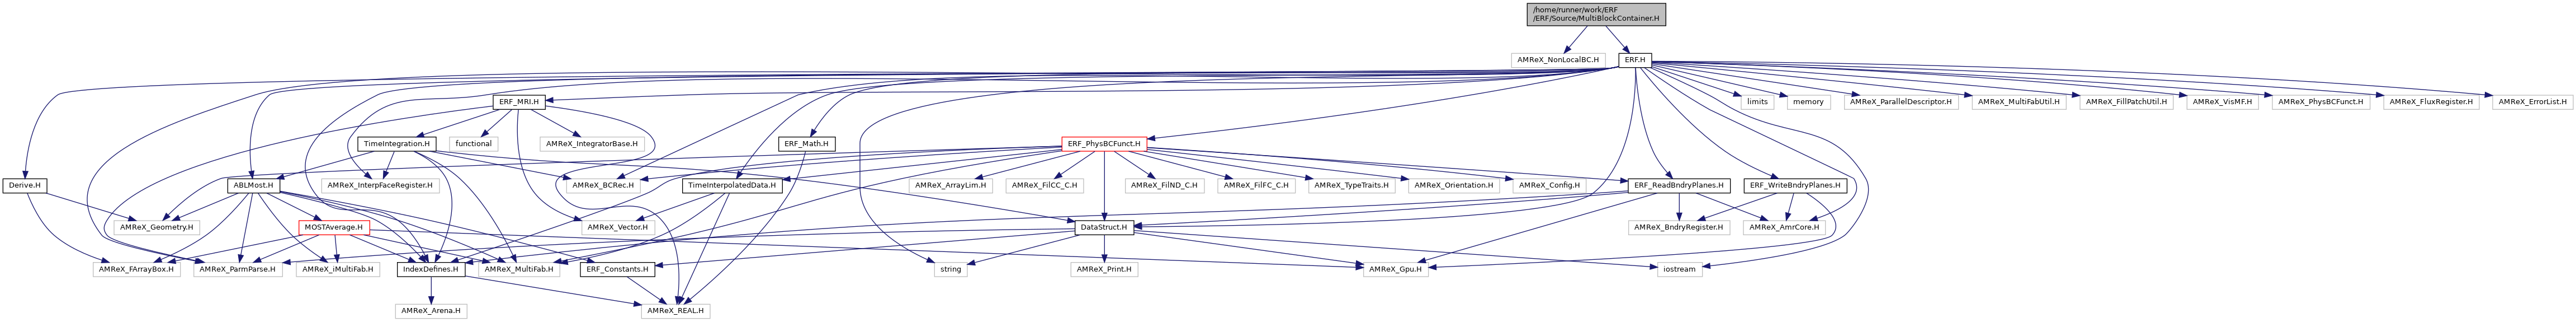 /home/runner/work/ERF
/ERF/Source/MultiBlockContainer.H
AMReX_NonLocalBC.H
ERF.H
ERF_MRI.H
limits
memory
AMReX_ParallelDescriptor.H
AMReX_MultiFabUtil.H
AMReX_FillPatchUtil.H
AMReX_VisMF.H
AMReX_PhysBCFunct.H
AMReX_FluxRegister.H
AMReX_ErrorList.H
TimeIntegration.H
functional
AMReX_IntegratorBase.H
ERF_Math.H
ERF_PhysBCFunct.H
Derive.H
ABLMost.H
AMReX_InterpFaceRegister.H
AMReX_BCRec.H
TimeInterpolatedData.H
AMReX_ArrayLim.H
AMReX_FilCC_C.H
AMReX_FilND_C.H
AMReX_FilFC_C.H
AMReX_TypeTraits.H
AMReX_Orientation.H
AMReX_Config.H
ERF_ReadBndryPlanes.H
ERF_WriteBndryPlanes.H
AMReX_Geometry.H
MOSTAverage.H
AMReX_Vector.H
DataStruct.H
AMReX_BndryRegister.H
AMReX_AmrCore.H
AMReX_FArrayBox.H
AMReX_ParmParse.H
AMReX_iMultiFab.H
IndexDefines.H
AMReX_MultiFab.H
ERF_Constants.H
string
AMReX_Print.H
AMReX_Gpu.H
iostream
AMReX_Arena.H
AMReX_REAL.H